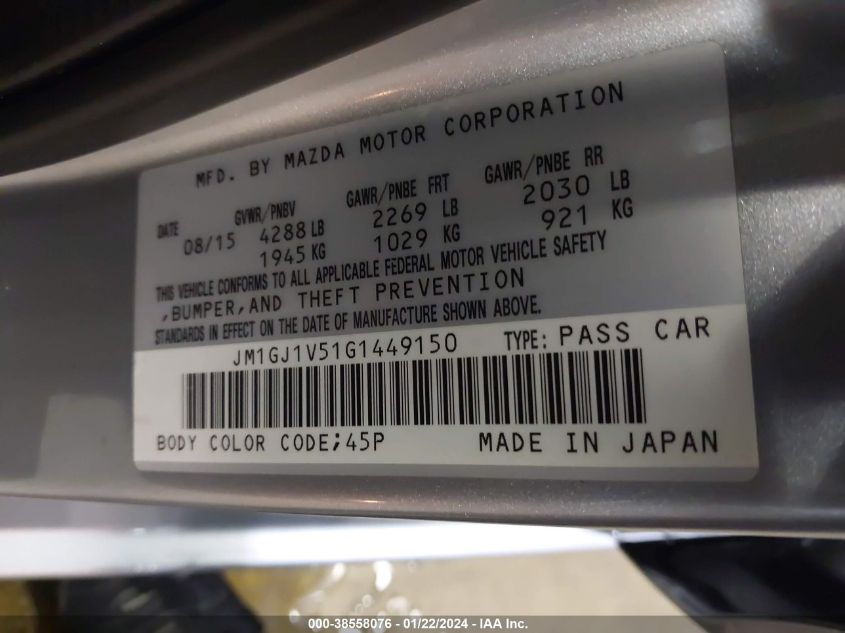 MFD. BY MAZDA MOTOR CORPORATION
DATE GVWR/PNBV GAWR/PNBE FRT GAWR/PNBE RR
08/15 4288 LB 2269 LB 2030 LB
1945 KG 1029 KG 921 KG
THIS VEHICLE CONFORMS TO ALL APPLICABLE FEDERAL MOTOR VEHICLE SAFETY
,BUMPER,AND THEFT PREVENTION
STANDARDS IN EFFECT ON THE DATE OF MANUFACTURE SHOWN ABOVE.
JM1GJ1V51G1449150 TYPE: PASS CAR
BODY COLOR CODE;45P MADE IN JAPAN
000-38558076 - 01/22/2024 - IAA Inc.